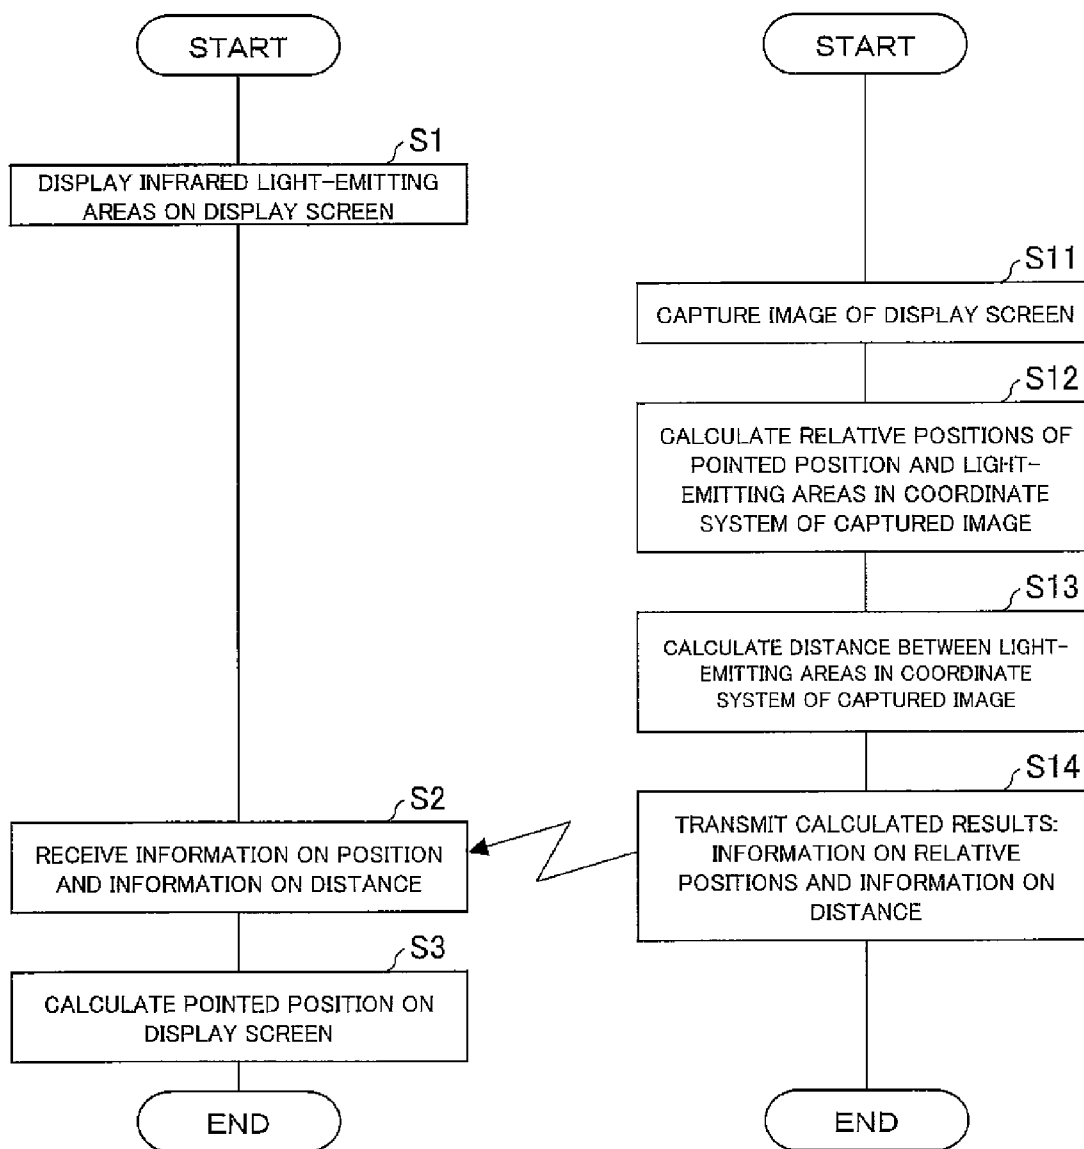 START
S1
DISPLAY INFRARED LIGHT-EMITTING
AREAS ON DISPLAY SCREEN
S2
RECEIVE INFORMATION ON POSITION
AND INFORMATION ON DISTANCE
S3
CALCULATE POINTED POSITION ON
DISPLAY SCREEN
END
START
S11
CAPTURE IMAGE OF DISPLAY SCREEN
S12
CALCULATE RELATIVE POSITIONS OF
POINTED POSITION AND LIGHT-
EMITTING AREAS IN COORDINATE
SYSTEM OF CAPTURED IMAGE
S13
CALCULATE DISTANCE BETWEEN LIGHT-
EMITTING AREAS IN COORDINATE
SYSTEM OF CAPTURED IMAGE
S14
TRANSMIT CALCULATED RESULTS:
INFORMATION ON RELATIVE
POSITIONS AND INFORMATION ON
DISTANCE
END